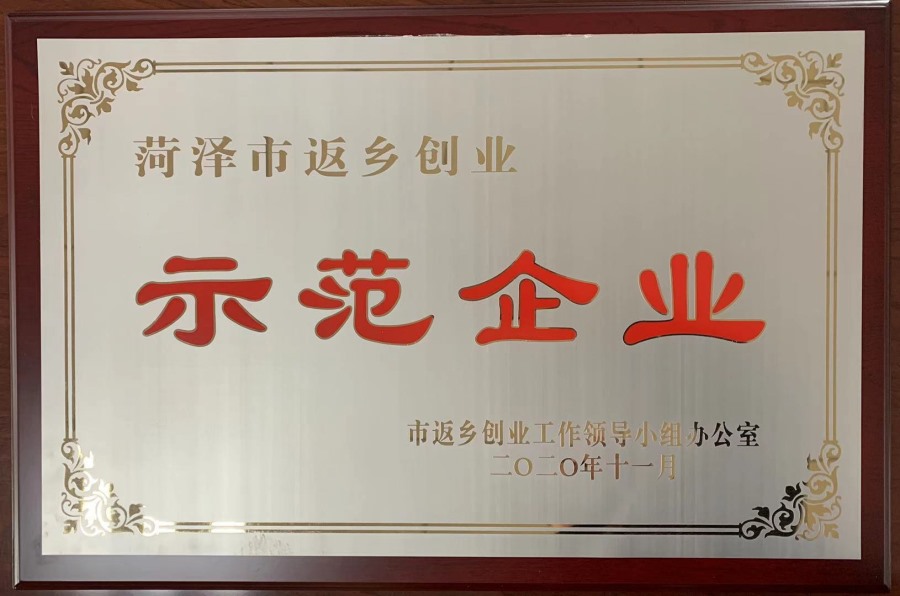 菏泽市返乡创业
示范企业
市返乡创业工作领导小组办公室
二〇二〇年十一月